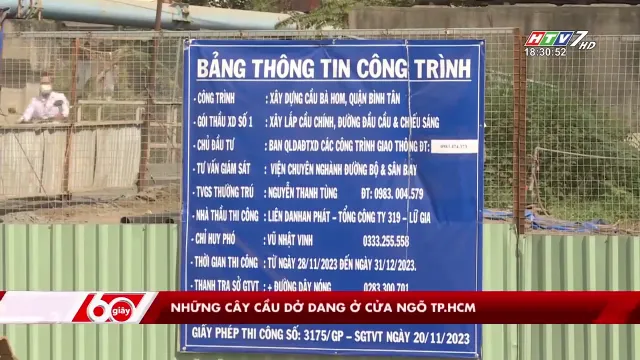 HTV7 HD
18:30:52
BẢNG THÔNG TIN CÔNG TRÌNH
- CÔNG TRÌNH : XÂY DỰNG CẦU BÀ HOM, QUẬN BÌNH TÂN
- GÓI THẦU XD SỐ 1 : XÂY LẮP CẦU CHÍNH, ĐƯỜNG ĐẦU CẦU & CHIẾU SÁNG
- CHỦ ĐẦU TƯ : BAN QLDAĐTXD CÁC CÔNG TRÌNH GIAO THÔNG ĐT:
- TƯ VẤN GIÁM SÁT : VIỆN CHUYÊN NGHÀNH ĐƯỜNG BỘ & SÂN BAY
- TVGS THƯỜNG TRÚ : NGUYỄN THANH TÙNG ĐT: 0983. 004.579
- NHÀ THẦU THI CÔNG : LIÊN DANHAN PHÁT – TỔNG CÔNG TY 319 – LỮ GIA
- CHỈ HUY PHÓ : VŨ NHẬT VINH 0333.255.558
- THỜI GIAN THI CÔNG : TỪ NGÀY 28/11/2023 ĐẾN NGÀY 31/12/2023.
- THANH TRA SỞ GTVT : + ĐƯỜNG DÂY NÓNG 0283 300 701
60 giây
NHỮNG CÂY CẦU DỞ DANG Ở CỬA NGÕ TP.HCM
GIẤY PHÉP THI CÔNG SỐ: 3175/GP – SGTVT NGÀY 20/11/2023